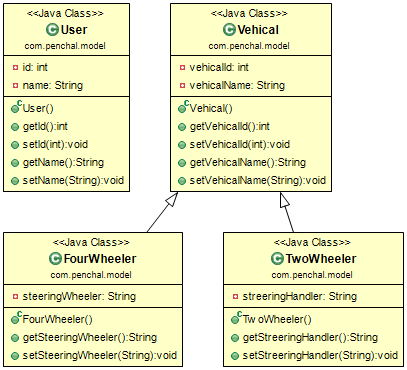 <<Java Class>>
User
com.penchal.model
id: int
name: String
User()
getId():int
setId(int):void
getName():String
setName(String):void
<<Java Class>>
Vehical
com.penchal.model
vehicalId: int
vehicalName: String
Vehical()
getVehicalId():int
setVehicalId(int):void
getVehicalName():String
setVehicalName(String):void
<<Java Class>>
FourWheeler
com.penchal.model
steeringWheeler: String
FourWheeler()
getSteeringWheeler():String
setSteeringWheeler(String):void
<<Java Class>>
TwoWheeler
com.penchal.model
streeringHandler: String
TwoWheeler()
getStreeringHandler():String
setStreeringHandler(String):void